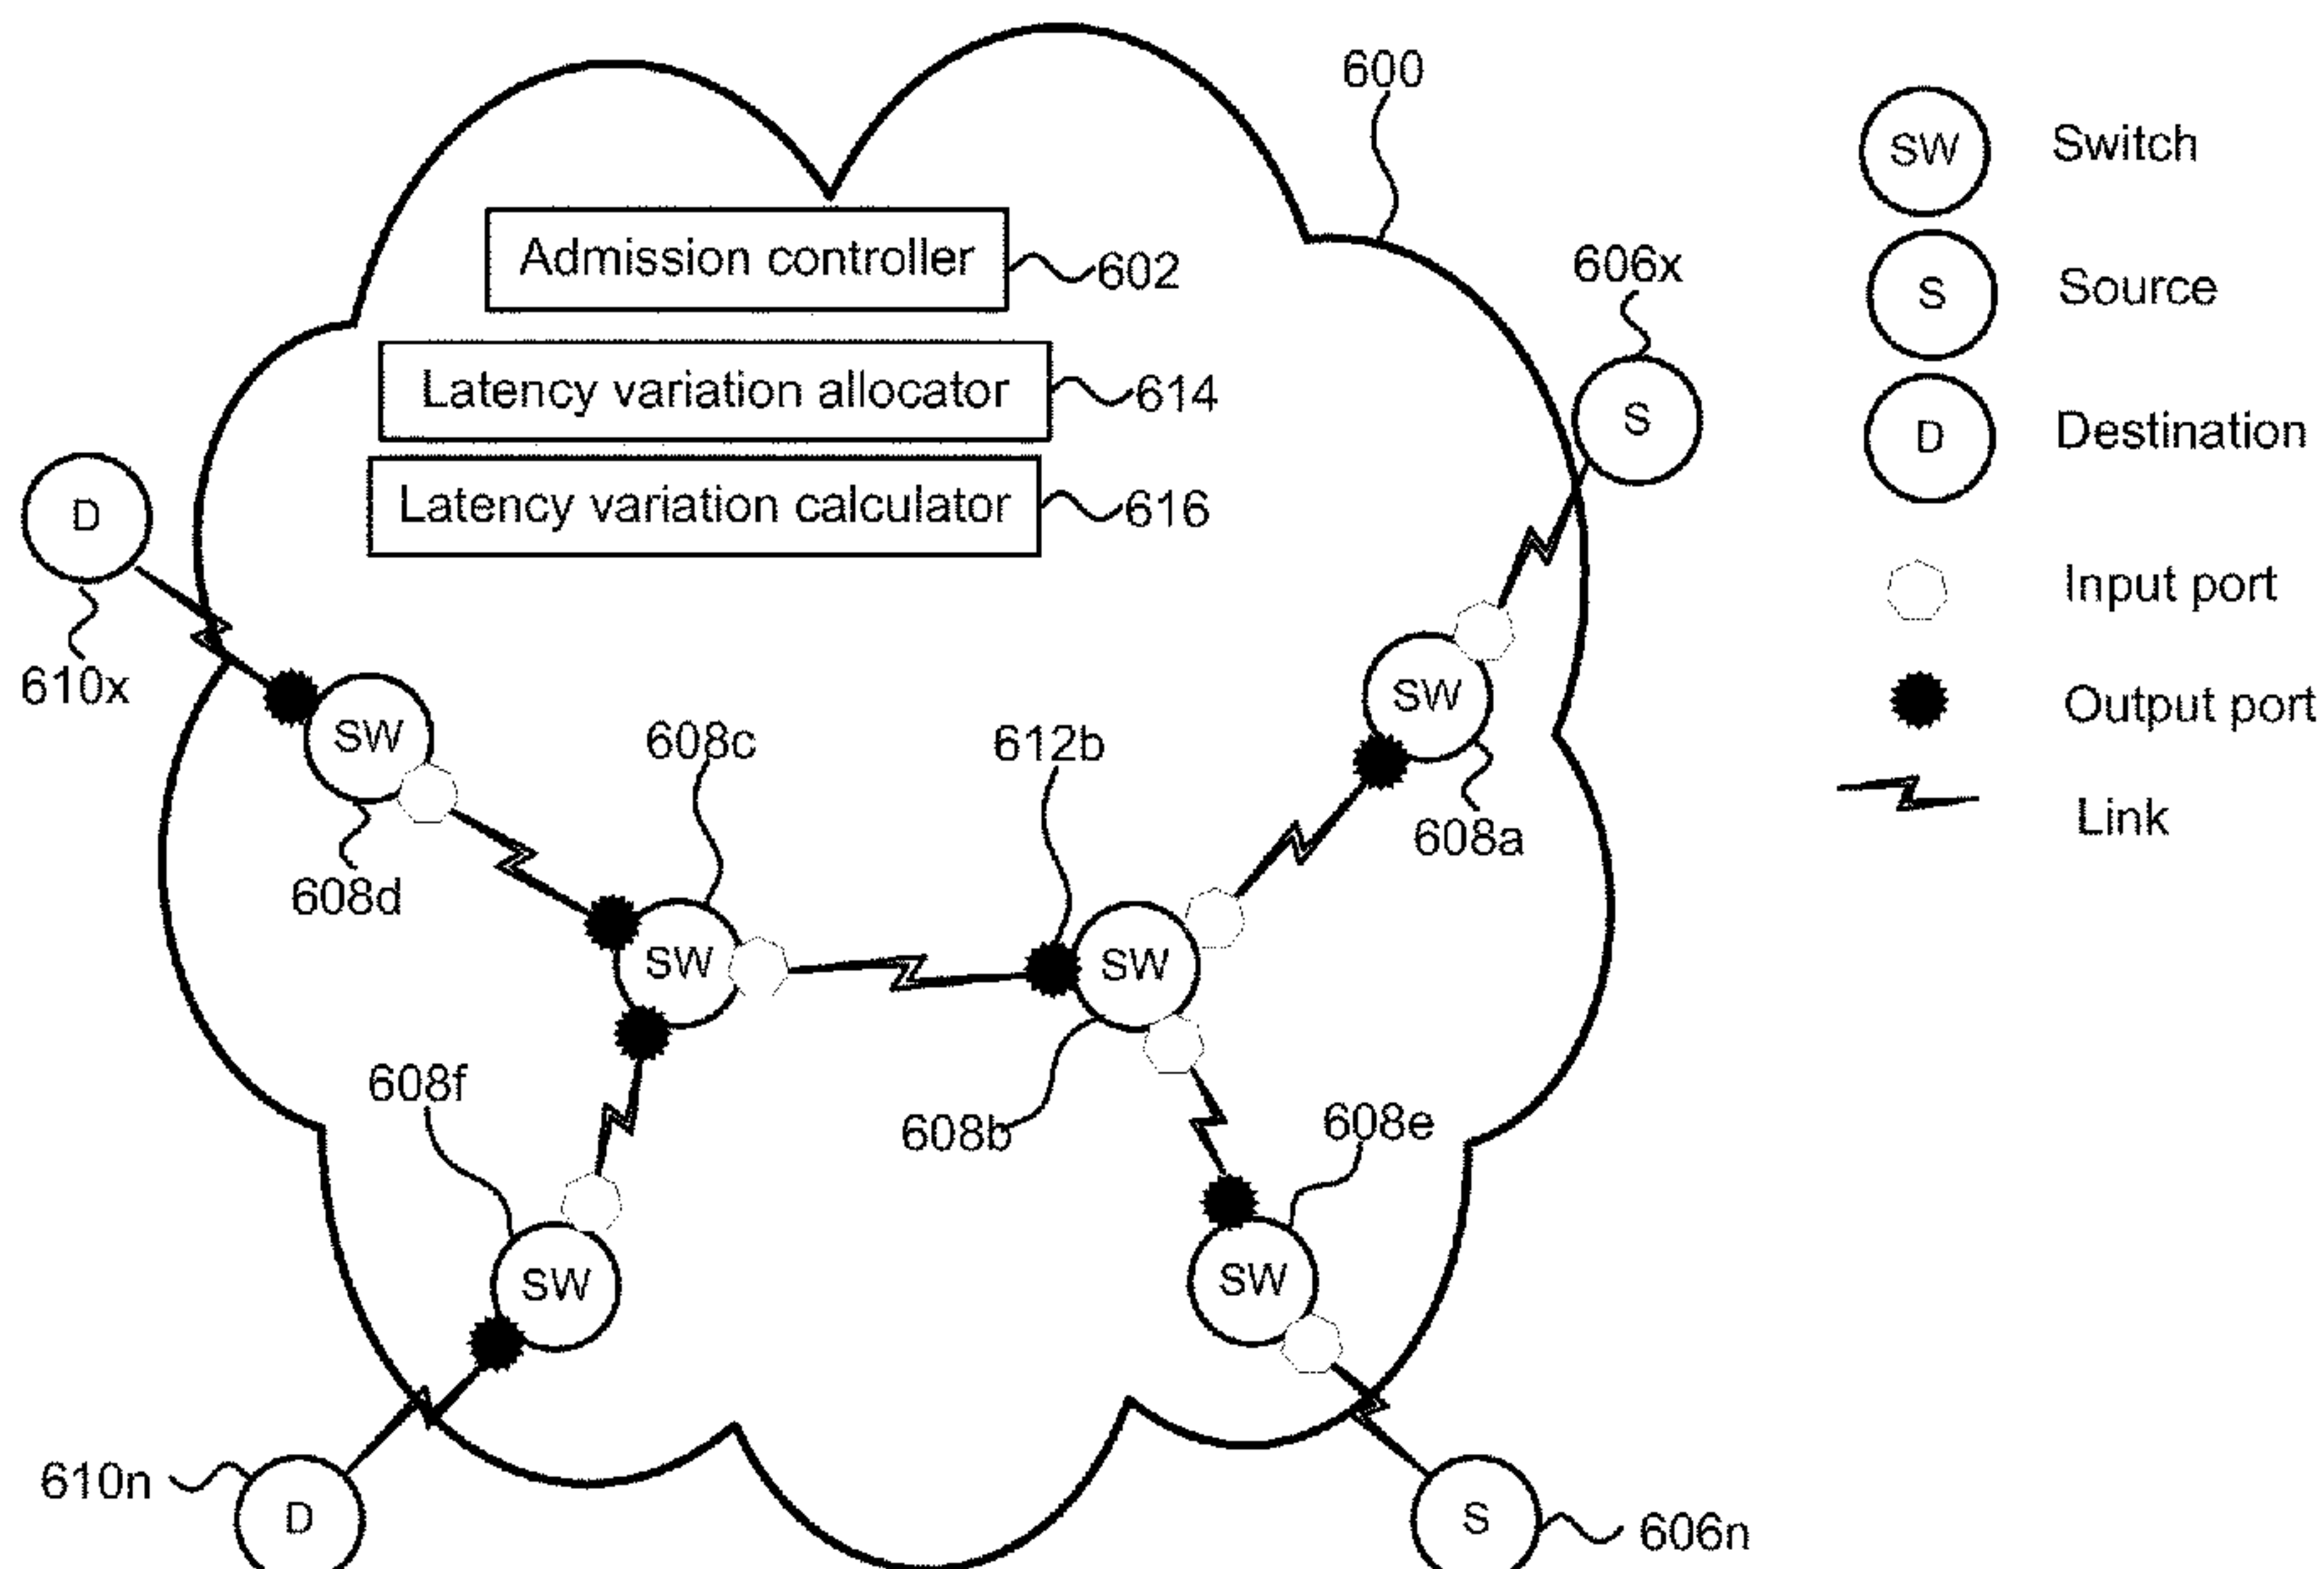 600
SW Switch
Admission controller 602
606x
S Source
Latency variation allocator 614
S
D Destination
Latency variation calculator 616
D
Input port
610x
SW
Output port
SW
608c
612b
608a
Link
608d
SW
SW
608f
608b
608e
SW
SW
610n
D
S
606n